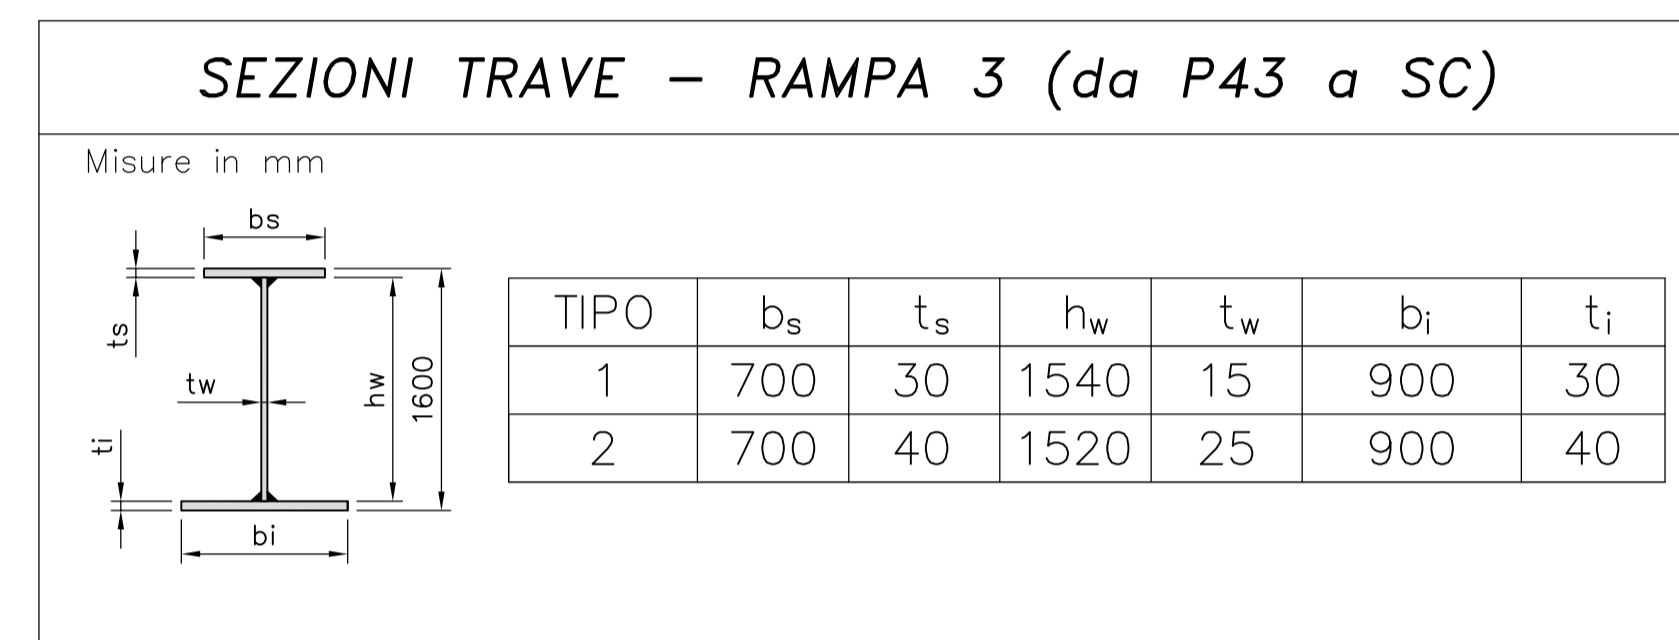 SEZIONI TRAVE – RAMPA 3 (da P43 a SC)
Misure in mm
bs
ts
tw
hw
1600
ti
bi
TIPO bs ts hw tw bi ti
1 700 30 1540 15 900 30
2 700 40 1520 25 900 40